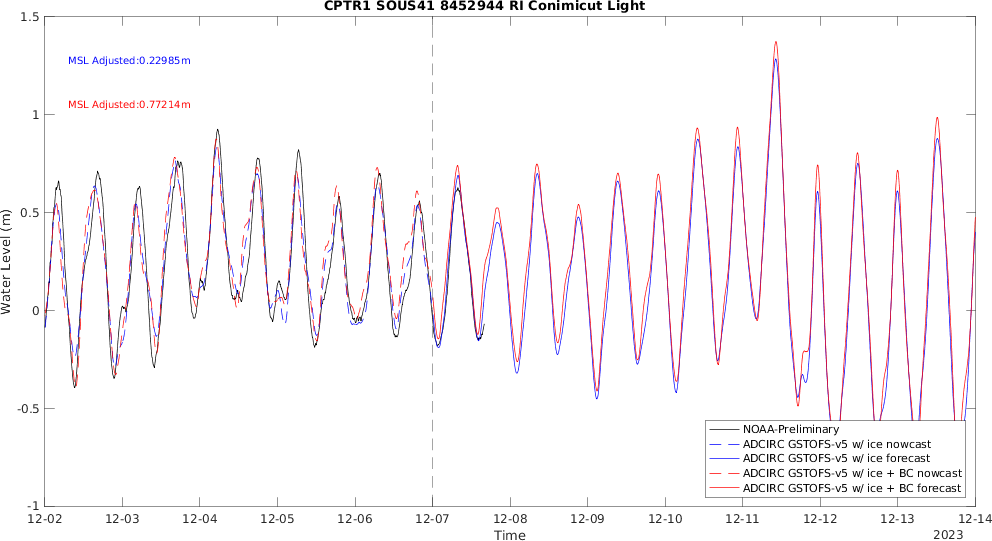 CPTR1 SOUS41 8452944 RI Conimicut Light
MSL Adjusted:0.22985m
MSL Adjusted:0.77214m
Water Level (m)
1.5
1
0.5
0
-0.5
-1
NOAA-Preliminary
ADCIRC GSTOFS-v5 w/ ice nowcast
ADCIRC GSTOFS-v5 w/ ice forecast
ADCIRC GSTOFS-v5 w/ ice + BC nowcast
ADCIRC GSTOFS-v5 w/ ice + BC forecast
12-02 12-03 12-04 12-05 12-06 12-07 12-08 12-09 12-10 12-11 12-12 12-13 12-14
Time
2023